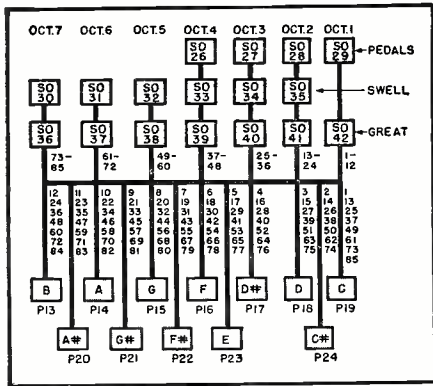 OCT.7 OCT.6 OCT.5 OCT.4 OCT.3 OCT.2 OCT.1
SO SO SO SO PEDALS
26 27 28 29
SO SO SO SO SO SO SWELL
30 31 32 33 34 35
SO SO SO SO SO SO SO GREAT
36 37 38 39 40 41 42
73- 61- 49- 37- 25- 13- 1-
85 72 60 48 36 24 12
12 11 10 9 8 7 6 5 4 3 2 1
24 23 22 21 20 19 18 17 16 15 14 13
36 35 34 33 32 31 30 29 28 27 26 25
48 47 46 45 44 43 42 41 40 39 38 37
60 59 58 57 56 55 54 53 52 51 50 49
72 71 70 69 68 67 66 65 64 63 62 61
84 83 82 81 80 79 78 77 76 75 74 73
85
B A G F D# D C
P13 P14 P15 P16 P17 P18 P19
A# G# F# E C#
P20 P21 P22 P23 P24